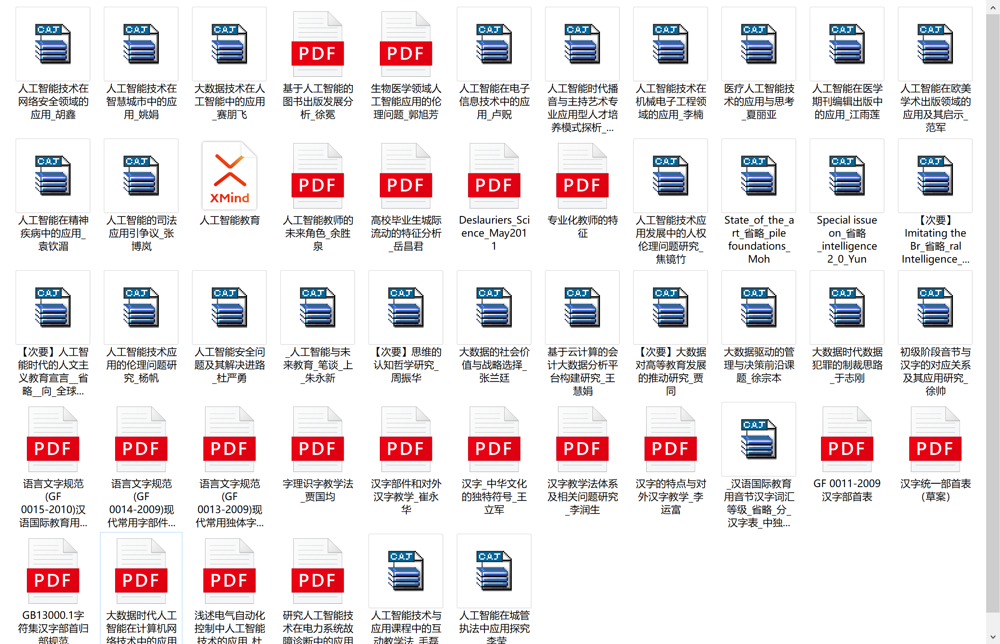 CAJ
人工智能技术在
网络安全领域的
应用_胡鑫
CAJ
人工智能技术在
智慧城市中的应
用_姚娟
CAJ
大数据技术在人
工智能中的应用
_赛朋飞
PDF
基于人工智能的
图书出版发展分
析_徐冕
PDF
生物医学领域人
工智能应用的伦
理问题_郭旭芳
CAJ
人工智能在电子
信息技术中的应
用_卢贶
CAJ
人工智能时代播
音与主持艺术专
业应用型人才培
养模式探析_...
CAJ
人工智能技术在
机械电子工程领
域的应用_李楠
CAJ
医疗人工智能技
术的应用与思考
_夏丽亚
CAJ
人工智能在医学
期刊编辑出版中
的应用_江雨莲
CAJ
人工智能在欧美
学术出版领域的
应用及其启示_
范军
CAJ
人工智能在精神
疾病中的应用_
袁钦湄
CAJ
人工智能的司法
应用引争议_张
博岚
XMind
人工智能教育
PDF
人工智能教师的
未来角色_余胜
泉
PDF
高校毕业生城际
流动的特征分析
_岳昌君
PDF
Deslauriers_Sci
ence_May201
1
PDF
专业化教师的特
征
CAJ
人工智能技术应
用发展中的人权
伦理问题研究_
焦镜竹
CAJ
State_of_the_a
rt_省略_pile
foundations_
Moh
CAJ
Special issue
on_省略
_intelligence
2_0_Yun
CAJ
【次要】
Imitating the
Br_省略_ral
Intelligence_...
CAJ
【次要】人工智
能时代的人文主
义教育宣言__省
略__向_全球...
CAJ
人工智能技术应
用的伦理问题研
究_杨帆
CAJ
人工智能安全问
题及其解决进路
_杜严勇
CAJ
_人工智能与未
来教育_笔谈_上
_朱永新
CAJ
【次要】思维的
认知哲学研究_
周振华
CAJ
大数据的社会价
值与战略选择_
张兰廷
CAJ
基于云计算的会
计大数据分析平
台构建研究_王
慧娟
CAJ
【次要】大数据
对高等教育发展
的推动研究_贾
同
CAJ
大数据驱动的管
理与决策前沿课
题_徐宗本
CAJ
大数据时代数据
犯罪的制裁思路
_于志刚
CAJ
初级阶段音节与
汉字的对应关系
及其应用研究_
徐帅
PDF
语言文字规范
(GF
0015-2010)汉
语国际教育用...
PDF
语言文字规范
(GF
0014-2009)现
代常用字部件...
PDF
语言文字规范
(GF
0013-2009)现
代常用独体字...
PDF
字理识字教学法
_贾国均
PDF
汉字部件和对外
汉字教学_崔永
华
PDF
汉字_中华文化
的独特符号_王
立军
PDF
汉字教学法体系
及相关问题研究
_李润生
PDF
汉字的特点与对
外汉字教学_李
运富
CAJ
_汉语国际教育
用音节汉字词汇
等级_省略_分_
汉字表_中独...
PDF
GF 0011-2009
汉字部首表
PDF
汉字统一部首表
（草案）
PDF
GB13000.1字
符集汉字部首归
部规范
PDF
大数据时代人工
智能在计算机网
络技术中的应用
PDF
浅述电气自动化
控制中人工智能
技术的应用_杜
PDF
研究人工智能技
术在电力系统故
障诊断中的应用
CAJ
人工智能技术与
应用课程中的互
动教学法_毛磊
CAJ
人工智能在城管
执法中应用探究
_李莹